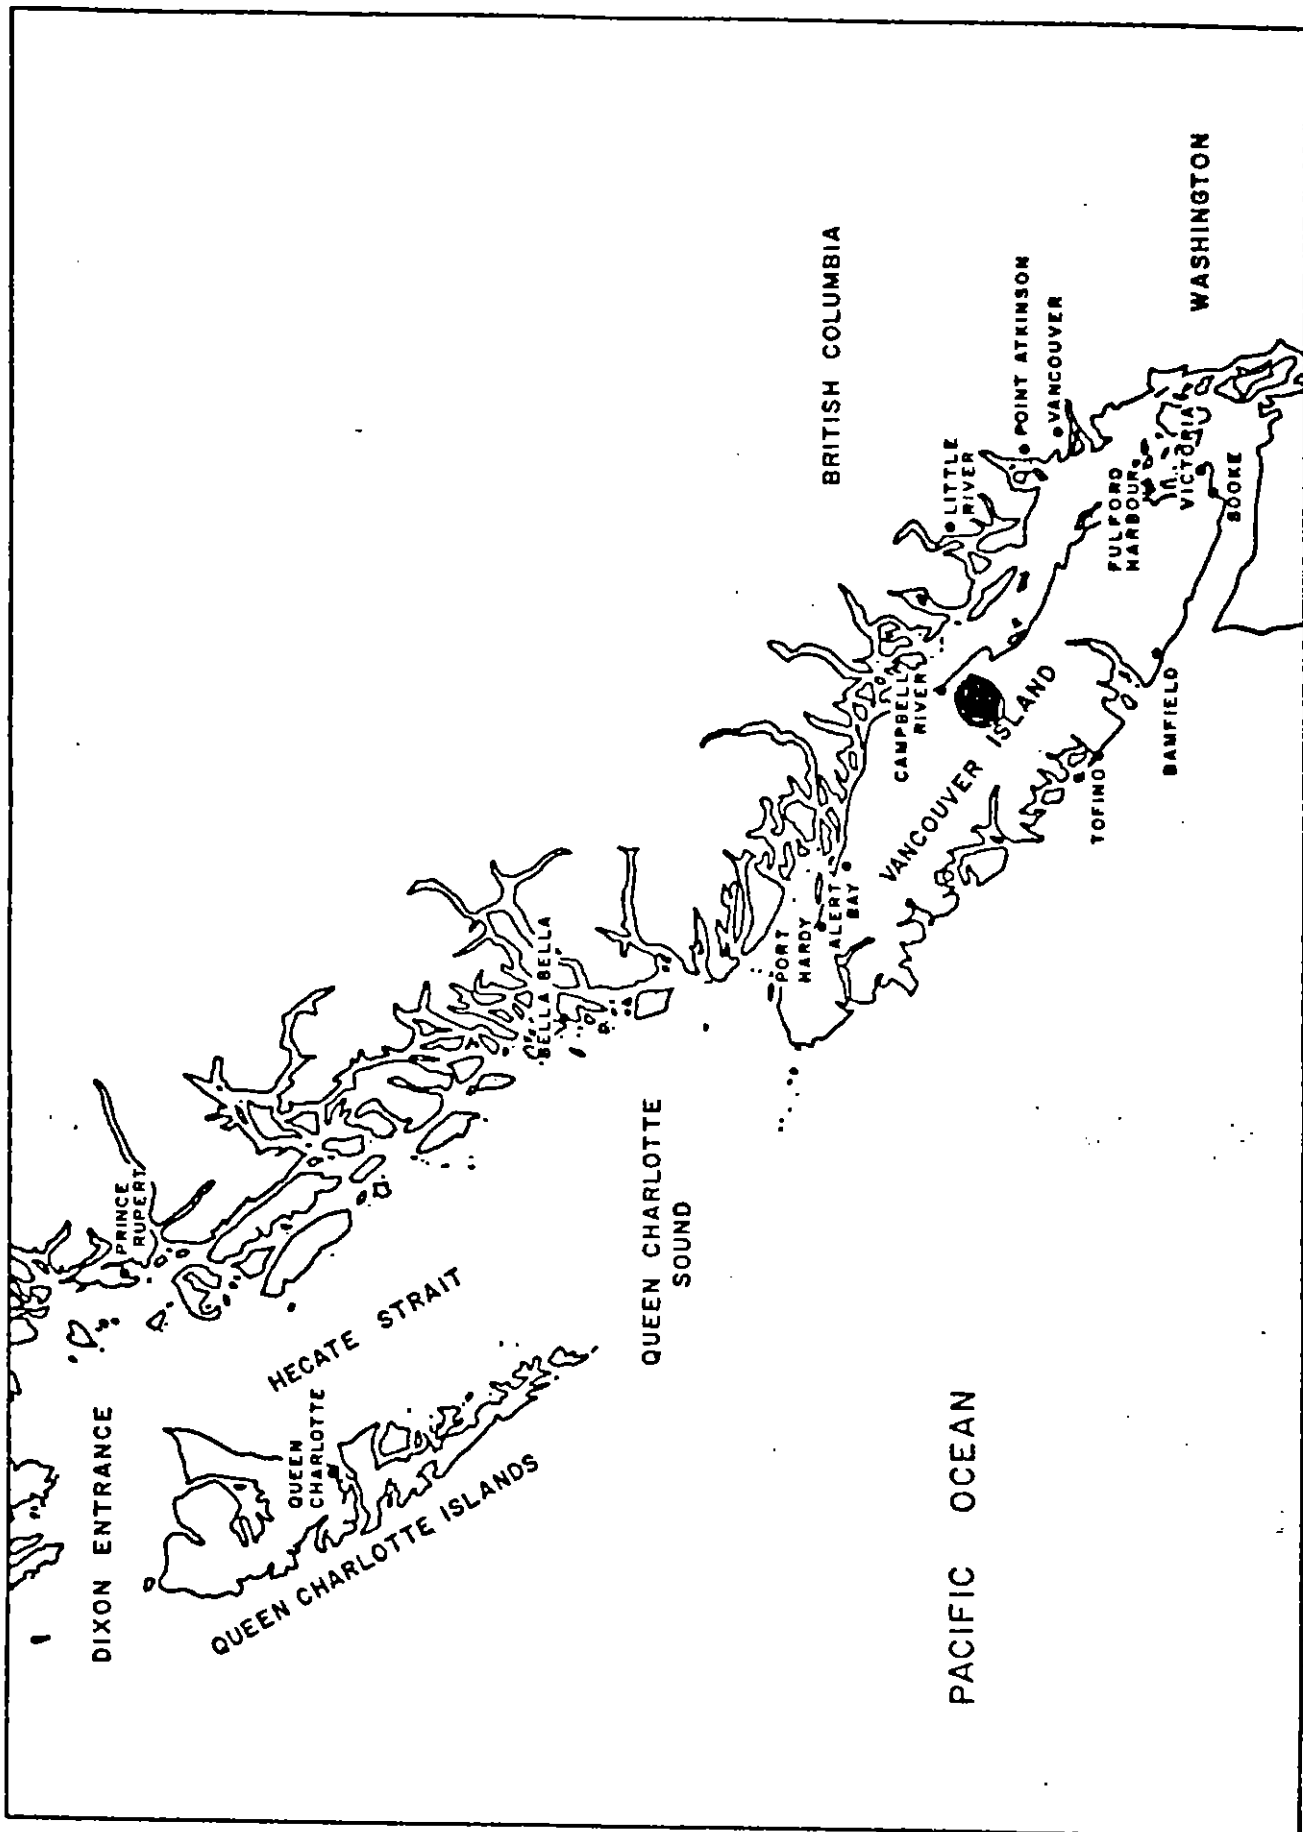 DIXON ENTRANCE
PRINCE
RUPERT
HECATE STRAIT
QUEEN
CHARLOTTE
QUEEN CHARLOTTE ISLANDS
BELLA BELLA
QUEEN CHARLOTTE
SOUND
BRITISH COLUMBIA
PORT
HARDY
ALERT
BAY
CAMPBELL
RIVER
LITTLE
RIVER
POINT ATKINSON
VANCOUVER
VANCOUVER ISLAND
PACIFIC OCEAN
TOFINO
FULFORD
HARBOUR
BAMFIELD
VICTORIA
SOOKE
WASHINGTON